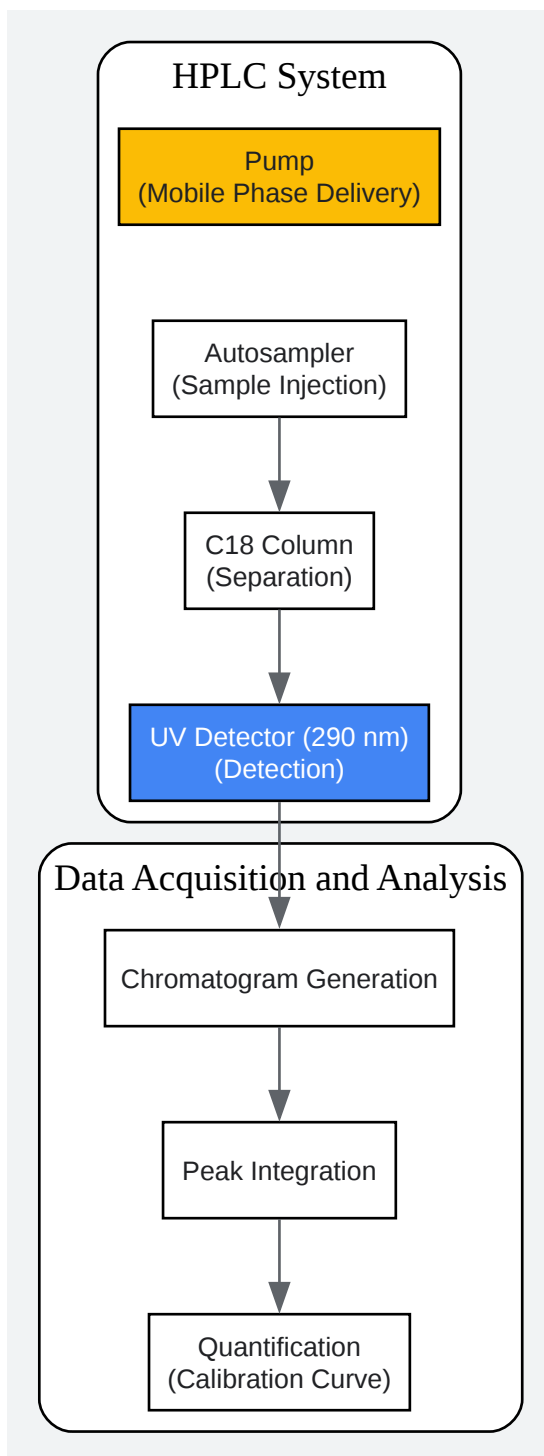 HPLC System
Pump
(Mobile Phase Delivery)
Autosampler
(Sample Injection)
C18 Column
(Separation)
UV Detector (290 nm)
(Detection)
Data Acquisition and Analysis
Chromatogram Generation
Peak Integration
Quantification
(Calibration Curve)